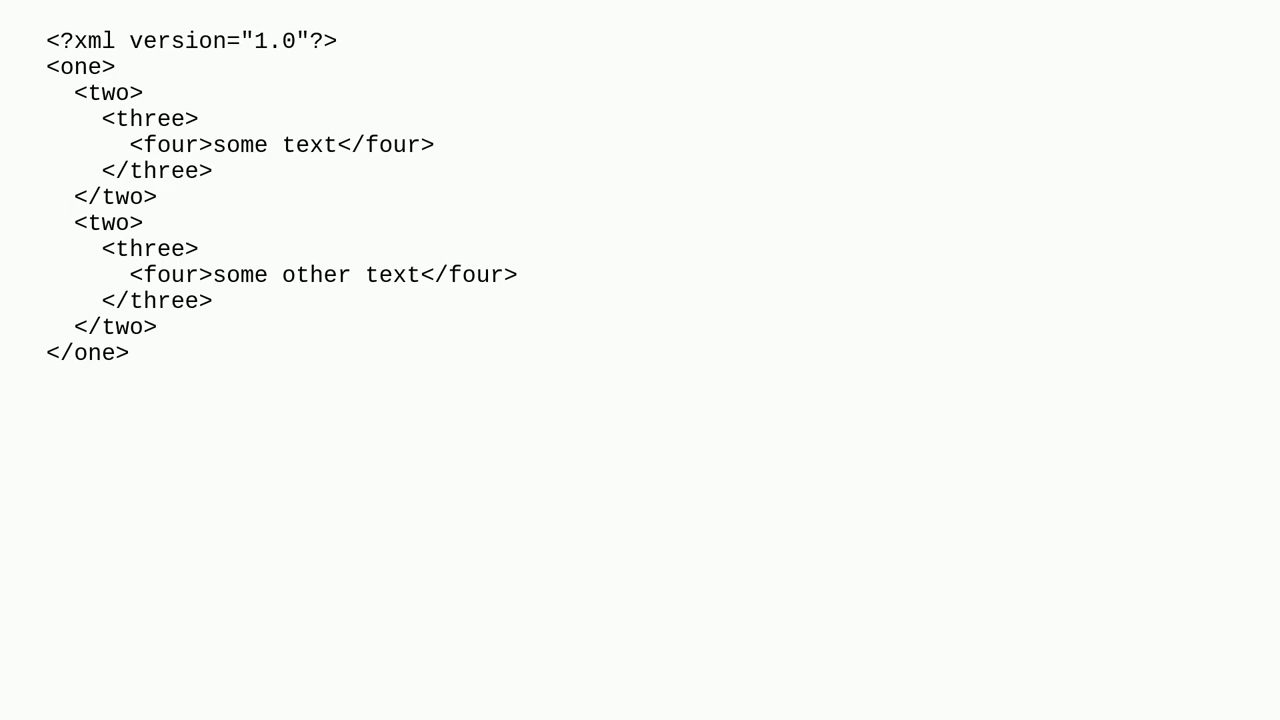 <?xml version="1.0"?>
<one>
  <two>
    <three>
      <four>some text</four>
    </three>
  </two>
  <two>
    <three>
      <four>some other text</four>
    </three>
  </two>
</one>